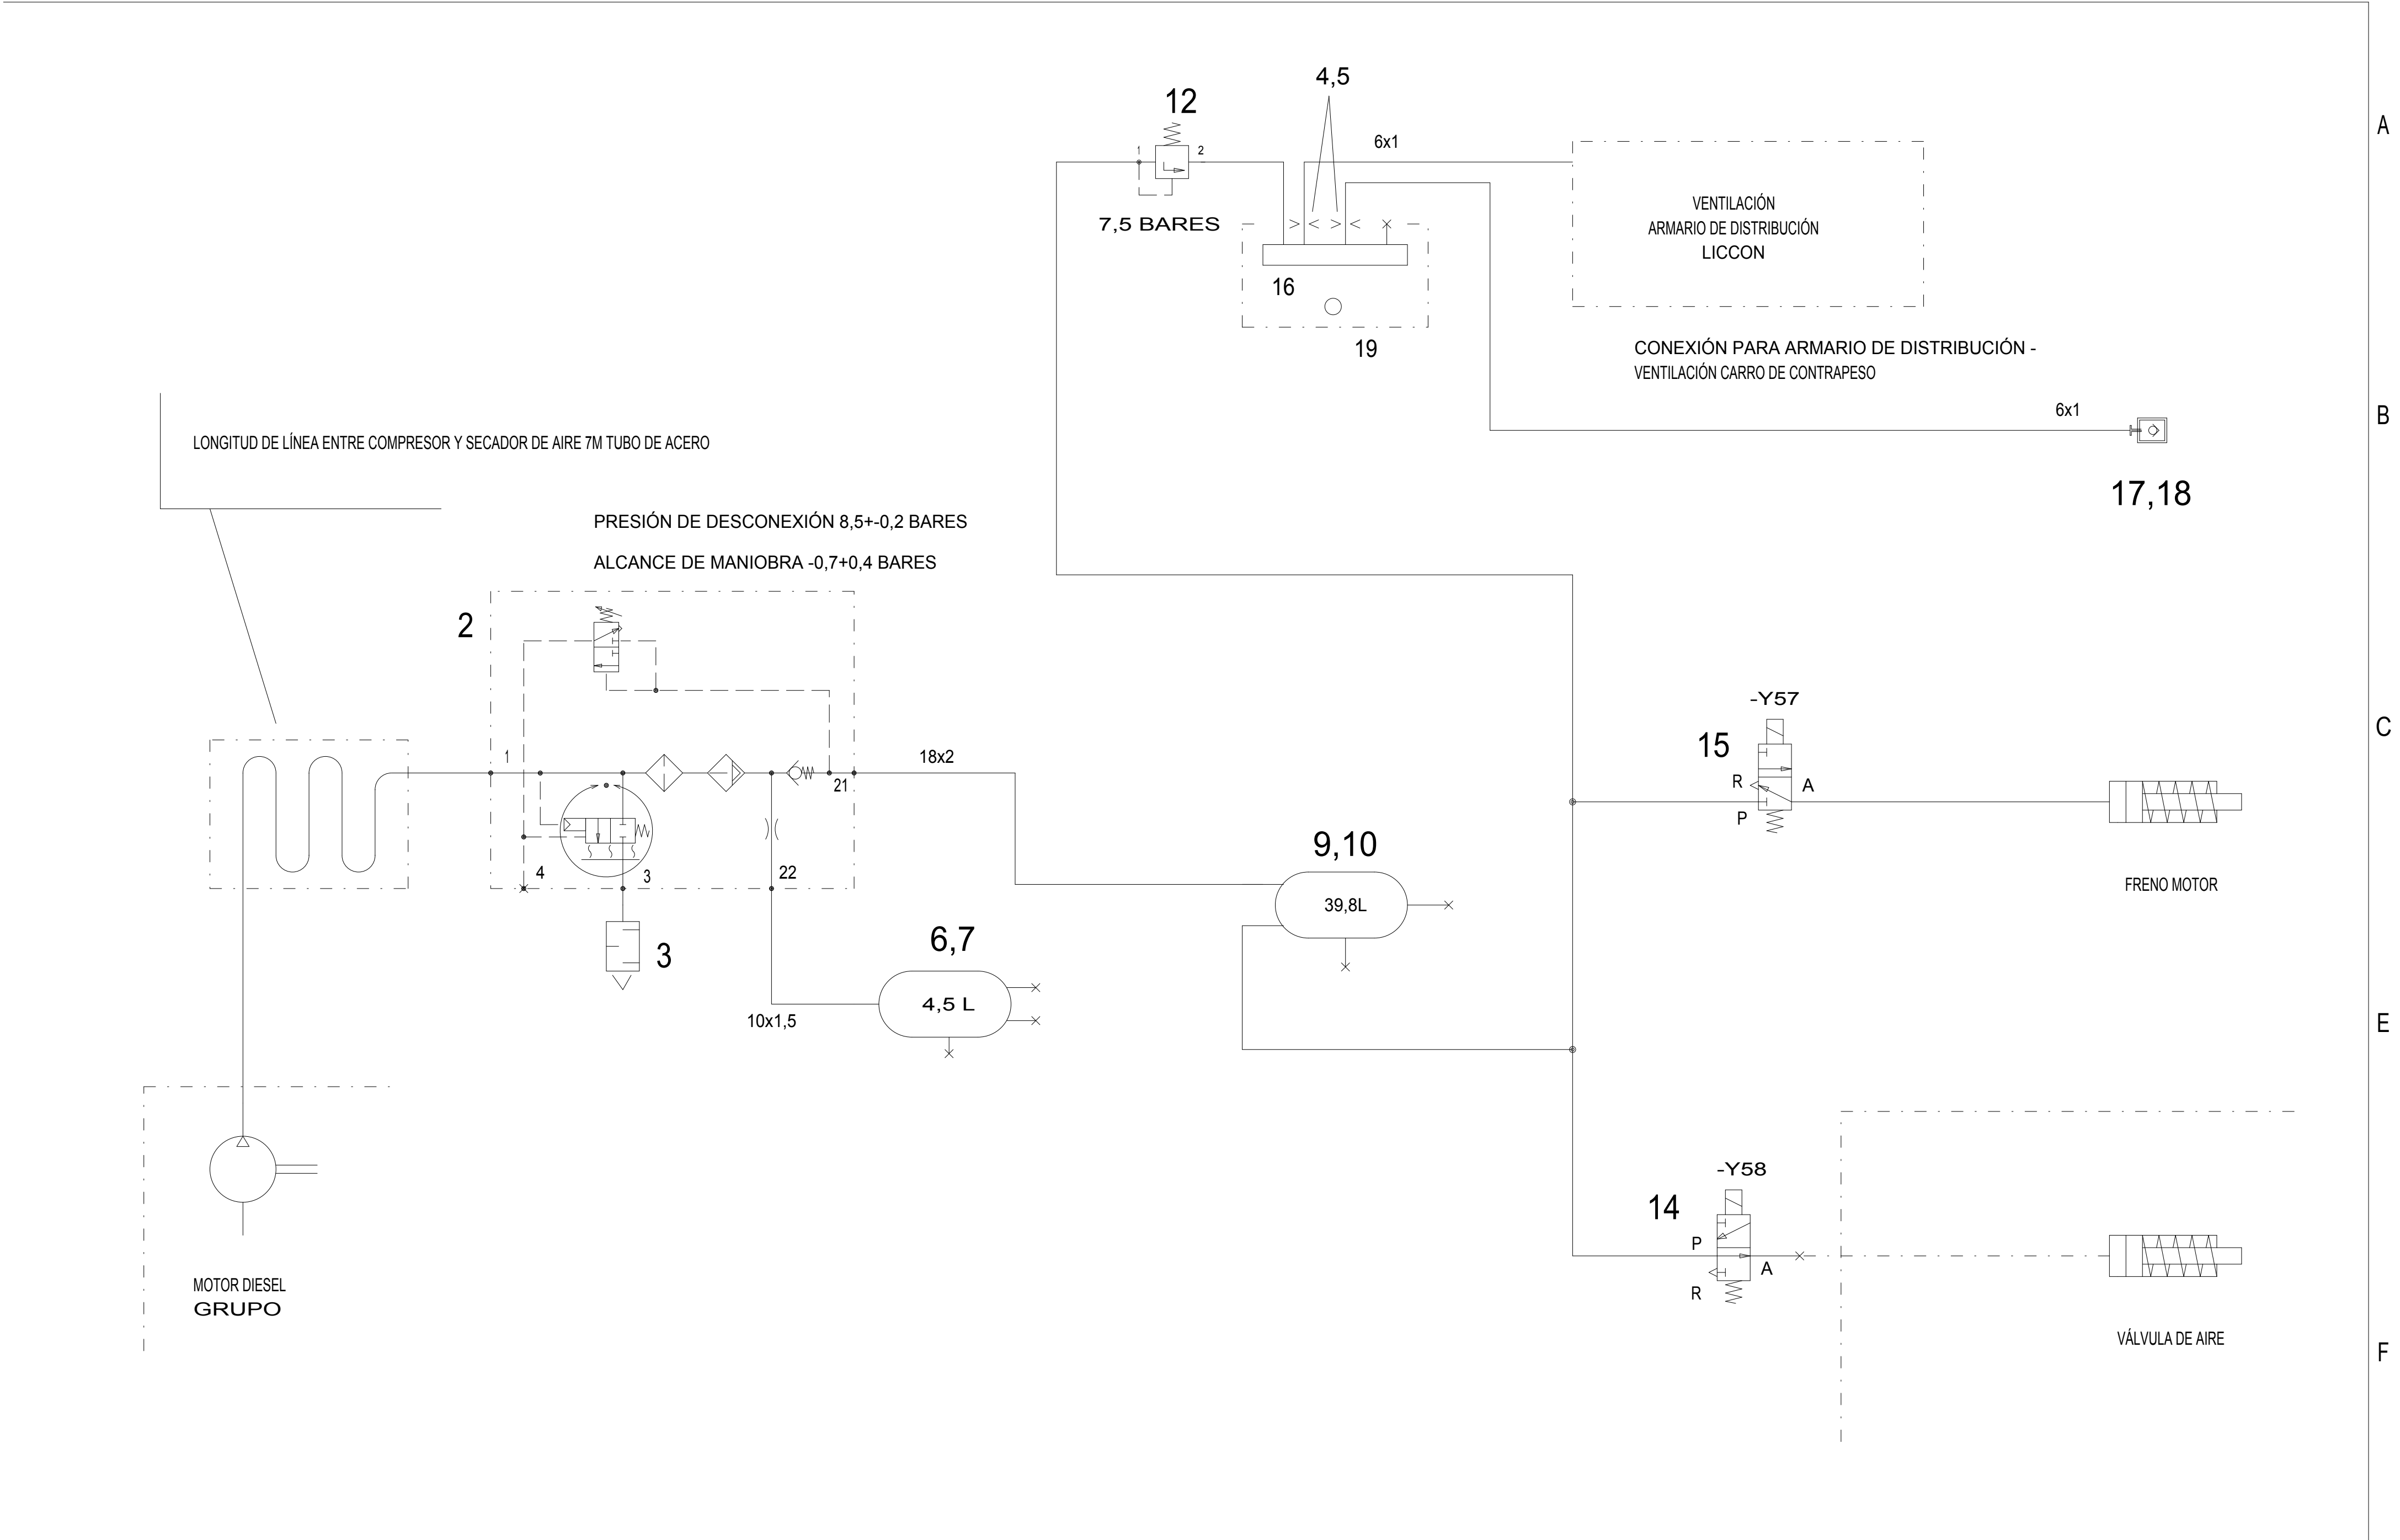 4,5
12
A
6x1
1
2
VENTILACIÓN
ARMARIO DE DISTRIBUCIÓN
LICCON
7,5 BARES
16
19
CONEXIÓN PARA ARMARIO DE DISTRIBUCIÓN -
VENTILACIÓN CARRO DE CONTRAPESO
6x1
B
LONGITUD DE LÍNEA ENTRE COMPRESOR Y SECADOR DE AIRE 7M TUBO DE ACERO
17,18
PRESIÓN DE DESCONEXIÓN 8,5+-0,2 BARES
ALCANCE DE MANIOBRA -0,7+0,4 BARES
2
-Y57
C
15
1
18x2
21
R
A
P
9,10
4
3
22
39,8L
FRENO MOTOR
6,7
3
4,5 L
10x1,5
E
-Y58
14
P
A
R
MOTOR DIESEL
GRUPO
VÁLVULA DE AIRE
F